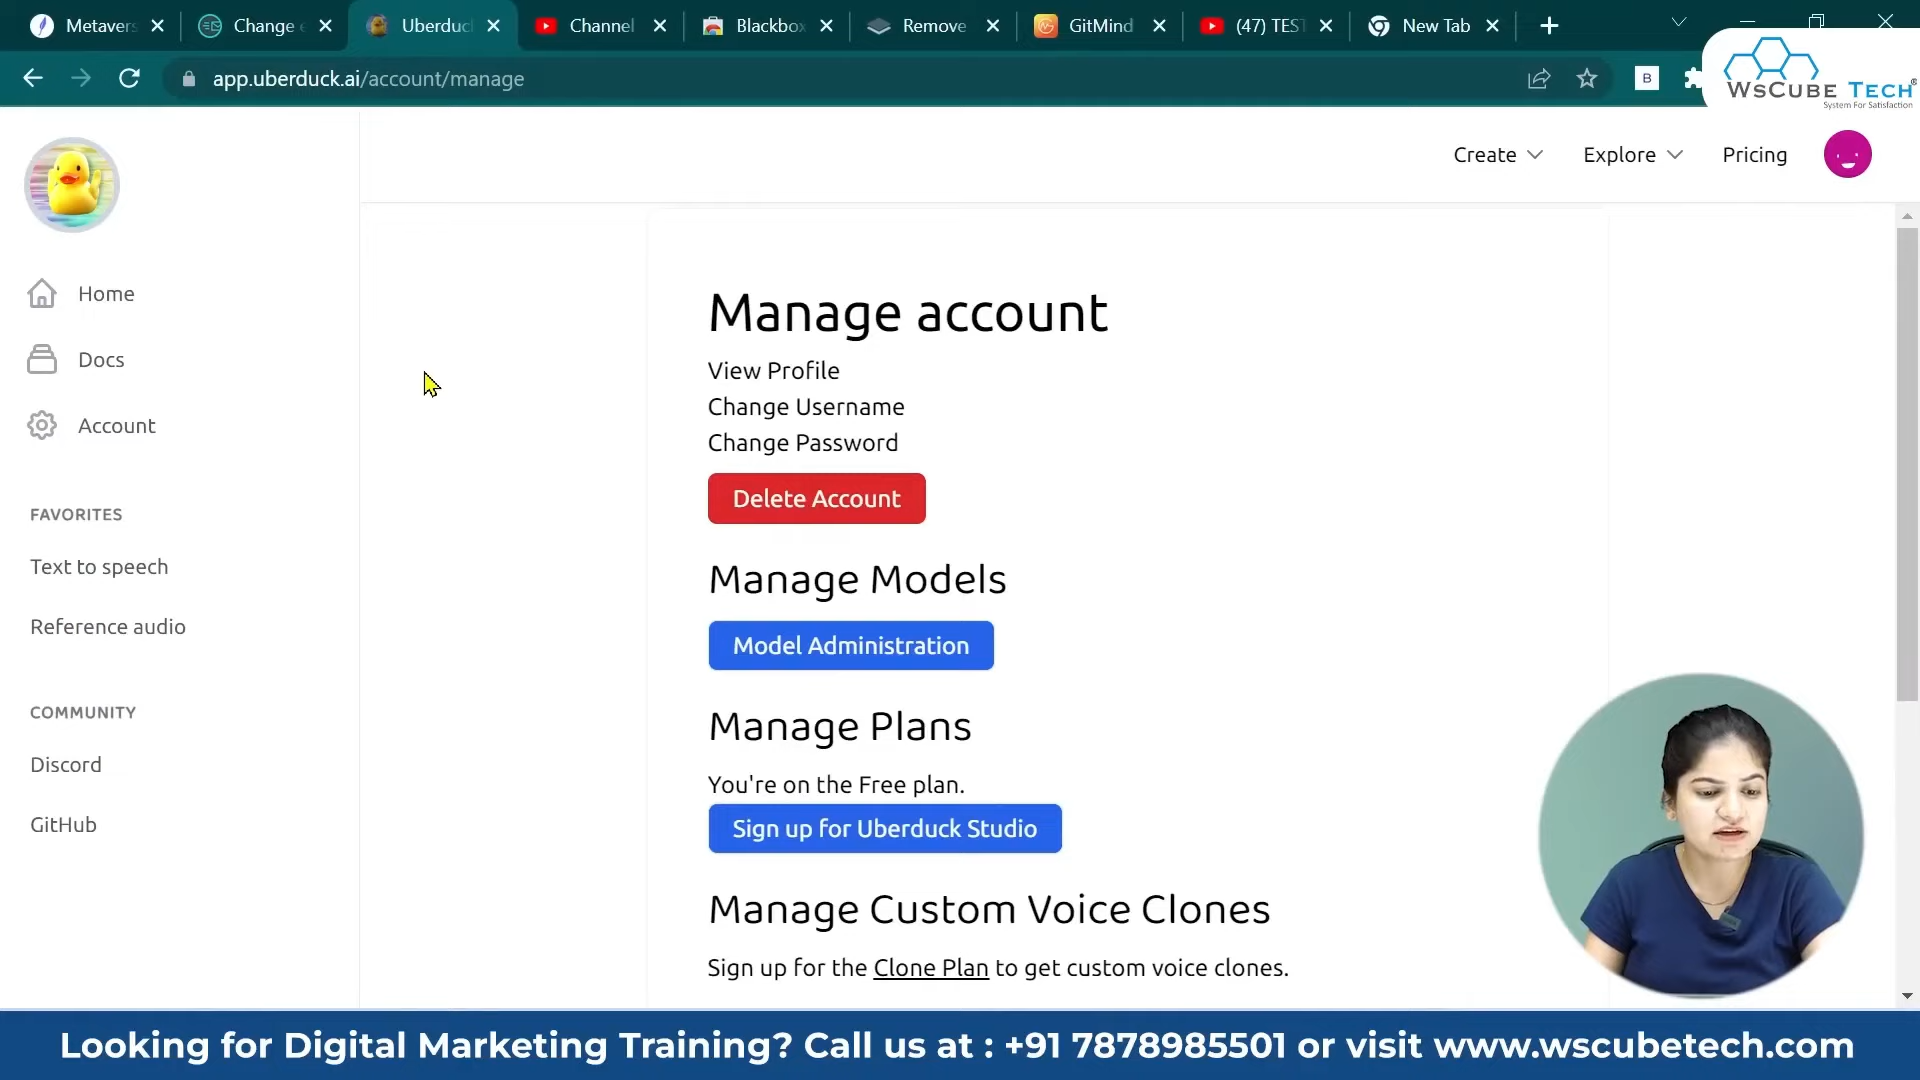 Metavers
Change e
Uberduc
Channel
Blackbox
Remove
GitMind
(47) TEST
New Tab
app.uberduck.ai/account/manage
B
WsCube Tech®
System For Satisfaction
Create
Explore
Pricing
Home
Docs
Account
FAVORITES
Text to speech
Reference audio
COMMUNITY
Discord
GitHub
Manage account
View Profile
Change Username
Change Password
Delete Account
Manage Models
Model Administration
Manage Plans
You're on the Free plan.
Sign up for Uberduck Studio
Manage Custom Voice Clones
Sign up for the Clone Plan to get custom voice clones.
Looking for Digital Marketing Training? Call us at : +91 7878985501 or visit www.wscubetech.com